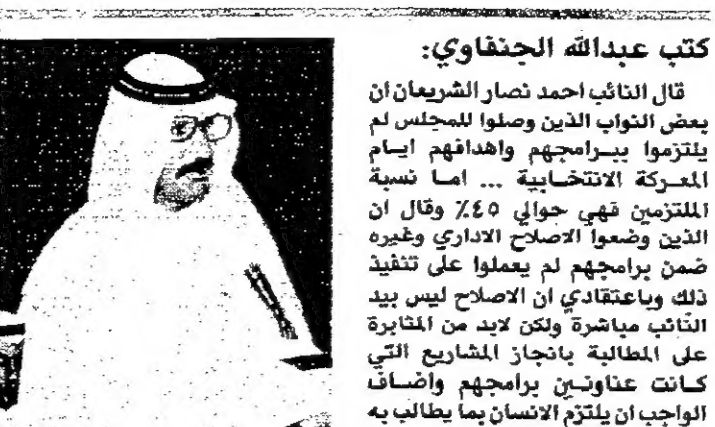 كتب عبدالله الجنفاوي:
قال النائب احمد نصار الشريعان ان
بعض النواب الذين وصلوا للمجلس لم
يلتزموا ببرامجهم واهدافهم ايام
المعركة الانتخابية ... اما نسبة
الملتزمين فهي حوالي ٤٥٪ وقال ان
الذين وضعوا الاصلاح الاداري وغيره
ضمن برامجهم لم يعملوا على تنفيذ
ذلك وباعتقادي ان الاصلاح ليس بيد
النائب مباشرة ولكن لابد من المثابرة
على المطالبة بانجاز المشاريع التي
كانت عناونين برامجهم واضاف
الواجب ان يلتزم الانسان بما يطالب به